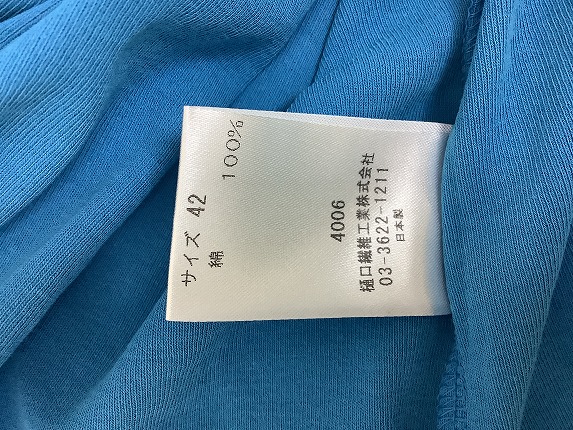 サイズ 42
綿 100%
4006
樋口繊維工業株式会社
03-3622-1211
日本製